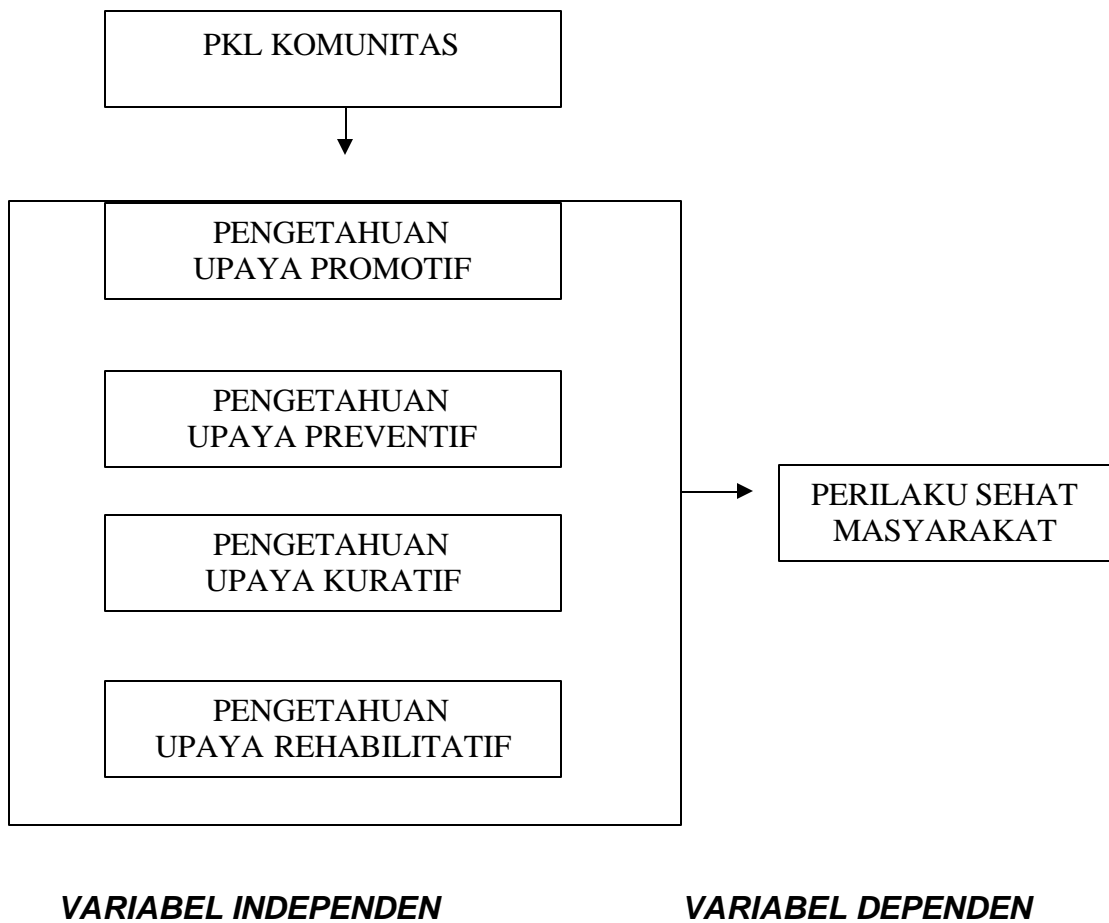 PKL KOMUNITAS
PENGETAHUAN
UPAYA PROMOTIF
PENGETAHUAN
UPAYA PREVENTIF
PENGETAHUAN
UPAYA KURATIF
PENGETAHUAN
UPAYA REHABILITATIF
PERILAKU SEHAT
MASYARAKAT
VARIABEL INDEPENDEN
VARIABEL DEPENDEN